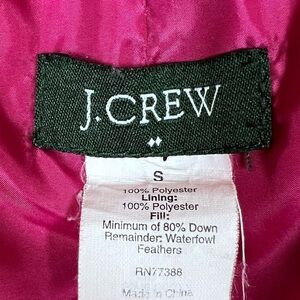 J.CREW
S
100% Polyester
Lining:
100% Polyester
Fill:
Minimum of 80% Down
Remainder: Waterfowl
Feathers
RN77388
Made in China